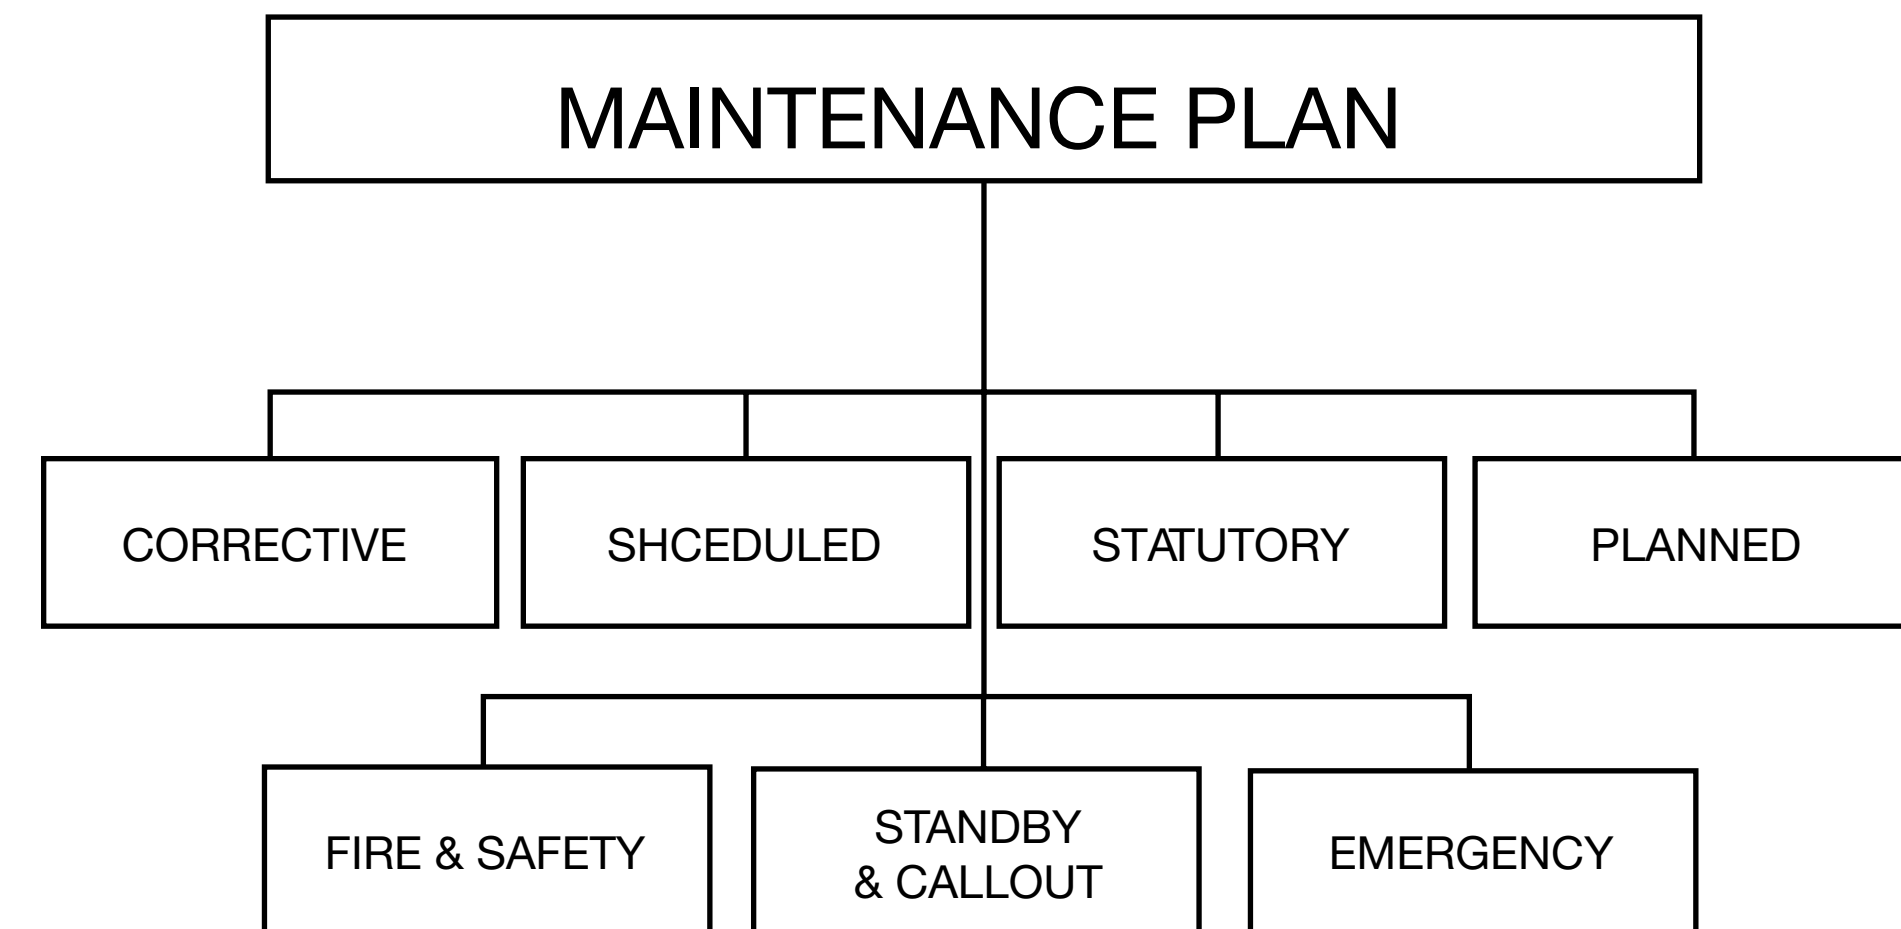 MAINTENANCE PLAN
CORRECTIVE
SHCEDULED
STATUTORY
PLANNED
FIRE & SAFETY
STANDBY
& CALLOUT
EMERGENCY